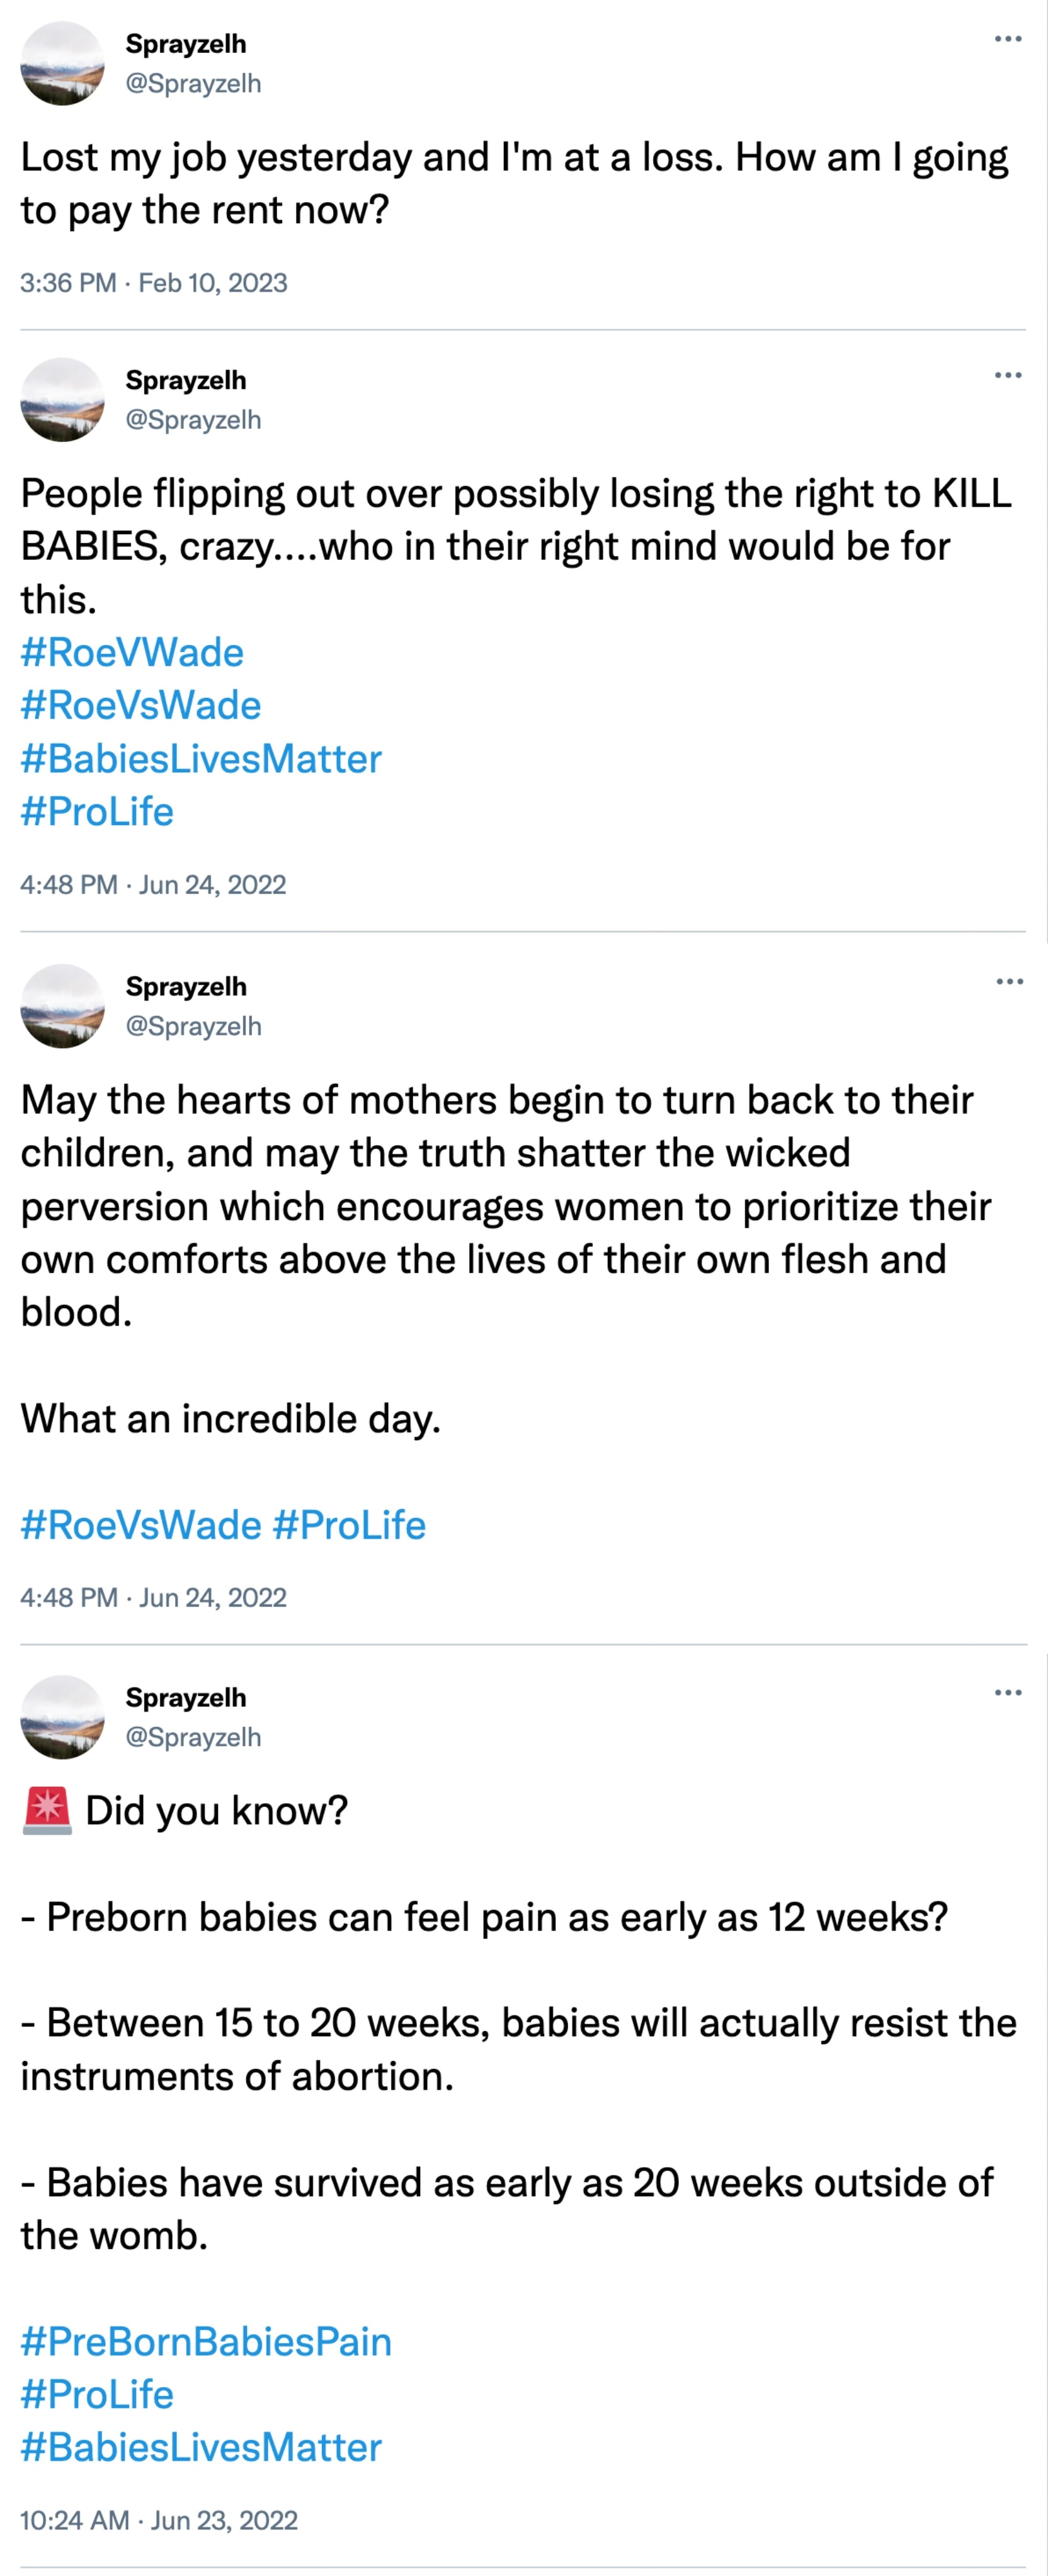 Sprayzelh
@Sprayzelh
Lost my job yesterday and I'm at a loss. How am I going
to pay the rent now?
3:36 PM · Feb 10, 2023
Sprayzelh
@Sprayzelh
People flipping out over possibly losing the right to KILL
BABIES, crazy....who in their right mind would be for
this.
#RoeVWade
#RoeVsWade
#BabiesLivesMatter
#ProLife
4:48 PM · Jun 24, 2022
Sprayzelh
@Sprayzelh
May the hearts of mothers begin to turn back to their
children, and may the truth shatter the wicked
perversion which encourages women to prioritize their
own comforts above the lives of their own flesh and
blood.
What an incredible day.
#RoeVsWade #ProLife
4:48 PM · Jun 24, 2022
Sprayzelh
@Sprayzelh
🚨 Did you know?
- Preborn babies can feel pain as early as 12 weeks?
- Between 15 to 20 weeks, babies will actually resist the
instruments of abortion.
- Babies have survived as early as 20 weeks outside of
the womb.
#PreBornBabiesPain
#ProLife
#BabiesLivesMatter
10:24 AM · Jun 23, 2022